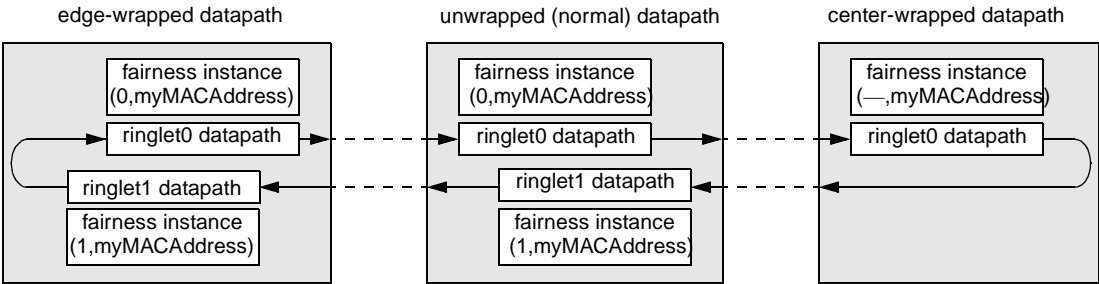 edge-wrapped datapath
fairness instance
(0,myMACAddress)
ringlet0 datapath
ringlet1 datapath
fairness instance
(1,myMACAddress)
unwrapped (normal) datapath
fairness instance
(0,myMACAddress)
ringlet0 datapath
ringlet1 datapath
fairness instance
(1,myMACAddress)
center-wrapped datapath
fairness instance
(—,myMACAddress)
ringlet0 datapath